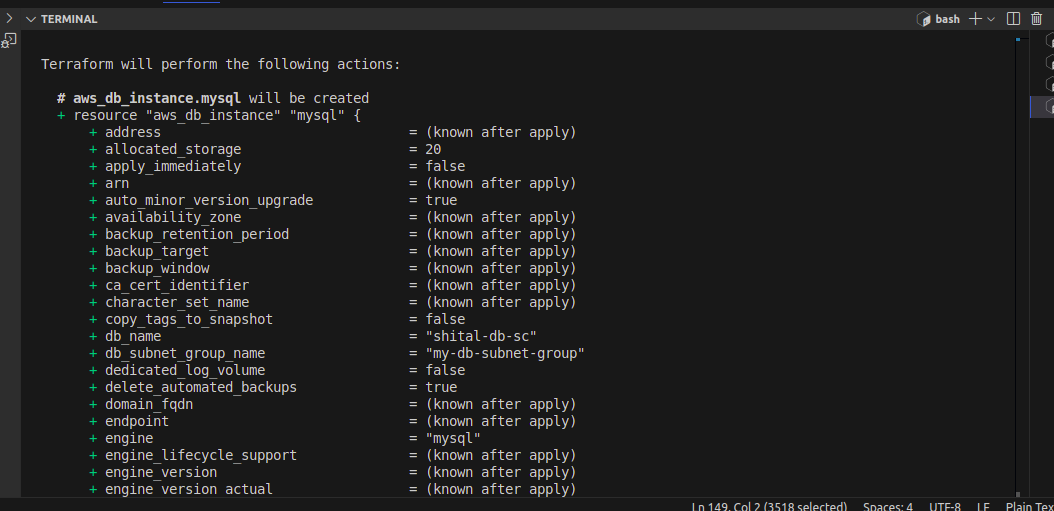 TERMINAL
bash
Terraform will perform the following actions:
# aws_db_instance.mysql will be created
+ resource "aws_db_instance" "mysql" {
+ address = (known after apply)
+ allocated_storage = 20
+ apply_immediately = false
+ arn = (known after apply)
+ auto_minor_version_upgrade = true
+ availability_zone = (known after apply)
+ backup_retention_period = (known after apply)
+ backup_target = (known after apply)
+ backup_window = (known after apply)
+ ca_cert_identifier = (known after apply)
+ character_set_name = (known after apply)
+ copy_tags_to_snapshot = false
+ db_name = "shital-db-sc"
+ db_subnet_group_name = "my-db-subnet-group"
+ dedicated_log_volume = false
+ delete_automated_backups = true
+ domain_fqdn = (known after apply)
+ endpoint = (known after apply)
+ engine = "mysql"
+ engine_lifecycle_support = (known after apply)
+ engine_version = (known after apply)
+ engine_version_actual = (known after apply)
Ln 149, Col 2 (3518 selected) Spaces: 4 UTF-8 LF Plain Tex